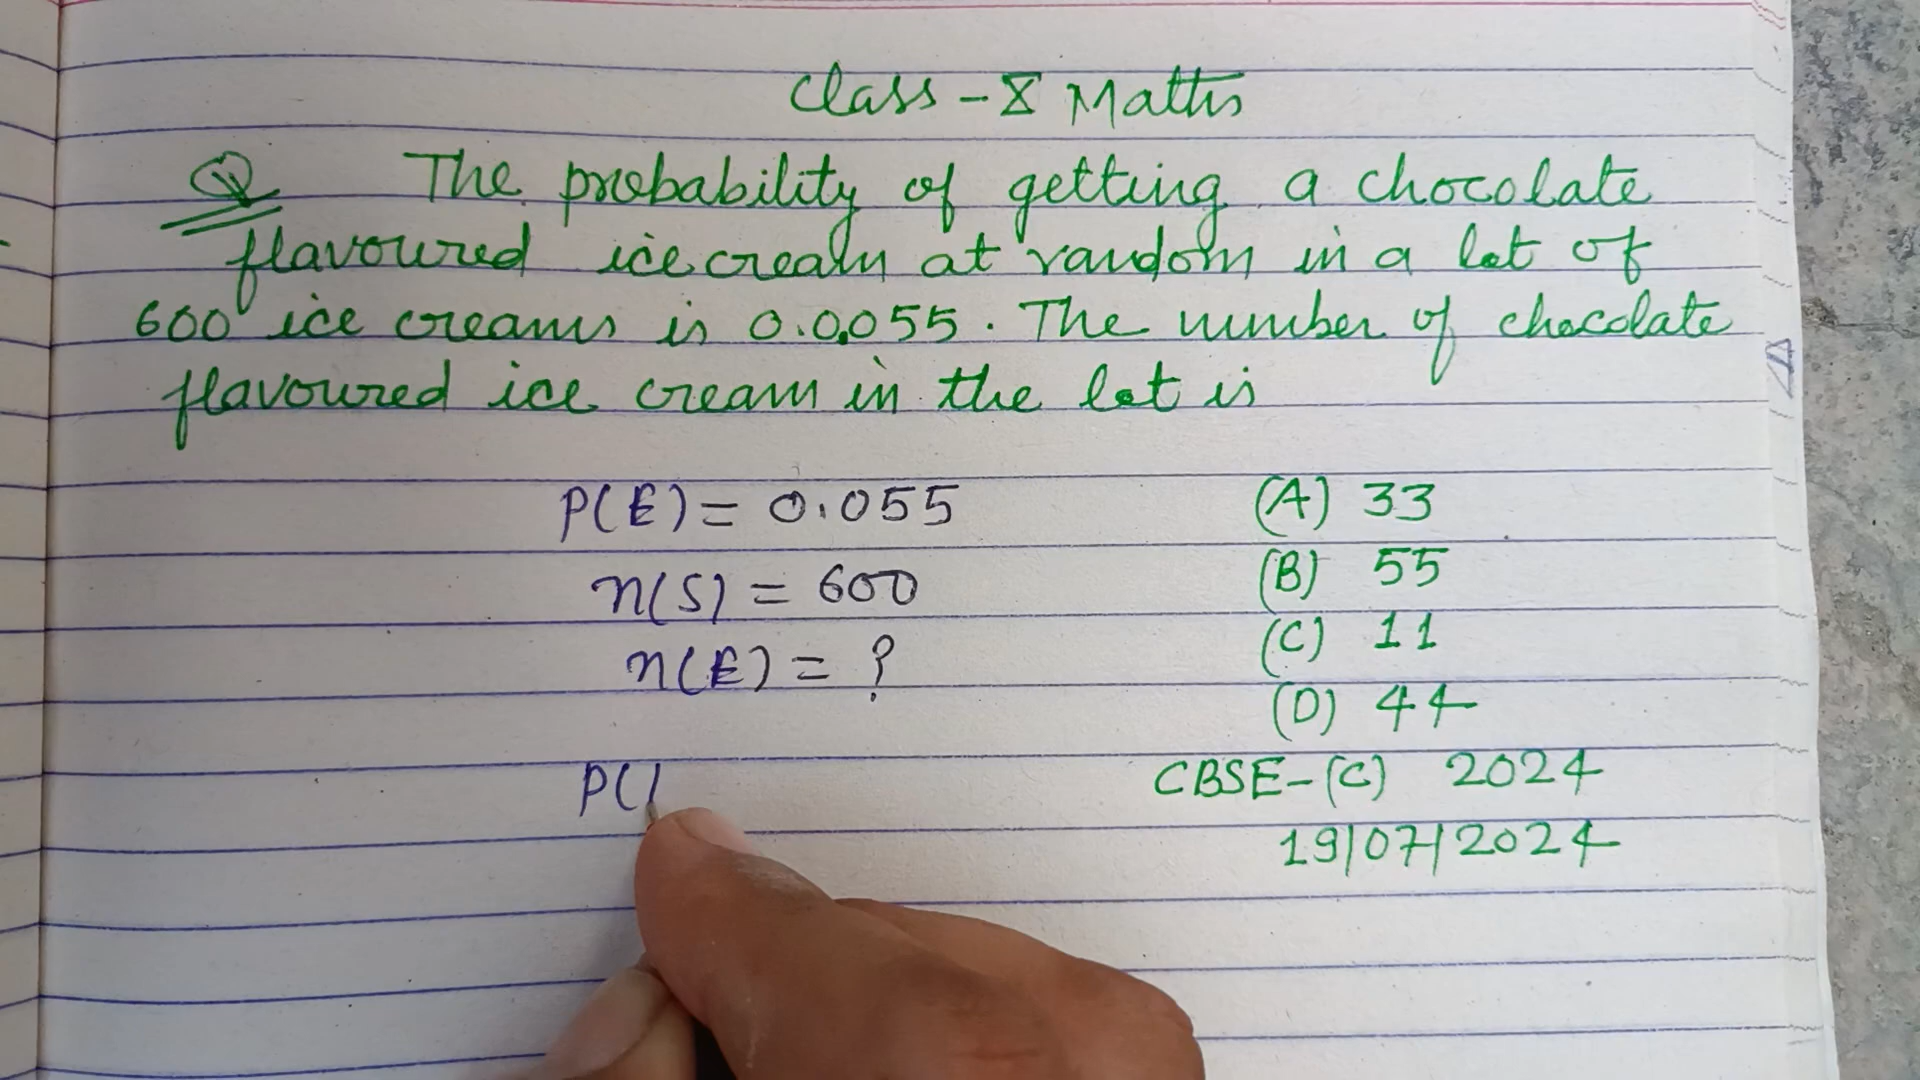 Class - X Maths
Q The probability of getting a chocolate
flavoured ice cream at random in a lot of
600 ice creams is 0.055. The number of chocolate
flavoured ice cream in the lot is
P(E) = 0.055
n(S) = 600
n(E) = ?
P(
(A) 33
(B) 55
(C) 11
(D) 44
CBSE-(C) 2024
19/07/2024